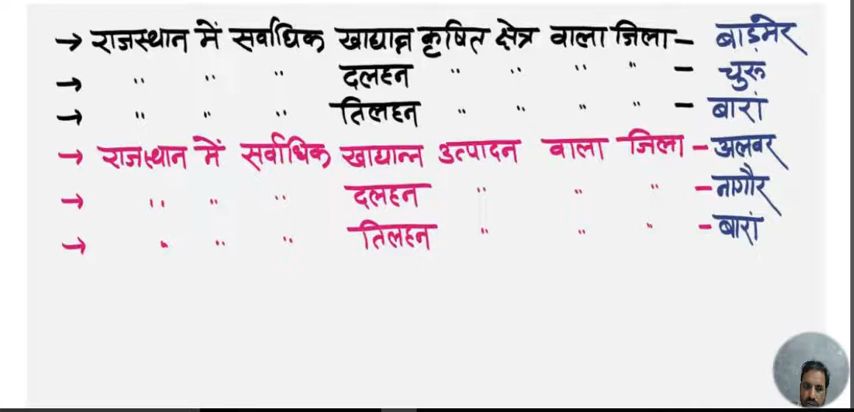 → राजस्थान में सर्वाधिक खाद्यान्न कृषित क्षेत्र वाला जिला – बाड़मेर
→ " " " दलहन " " " " – चुरू
→ " " " तिलहन " " " " – बारां
→ राजस्थान में सर्वाधिक खाद्यान्न उत्पादन वाला जिला – अलवर
→ " " " दलहन " " " – नागौर
→ " " " तिलहन " " " – बारां